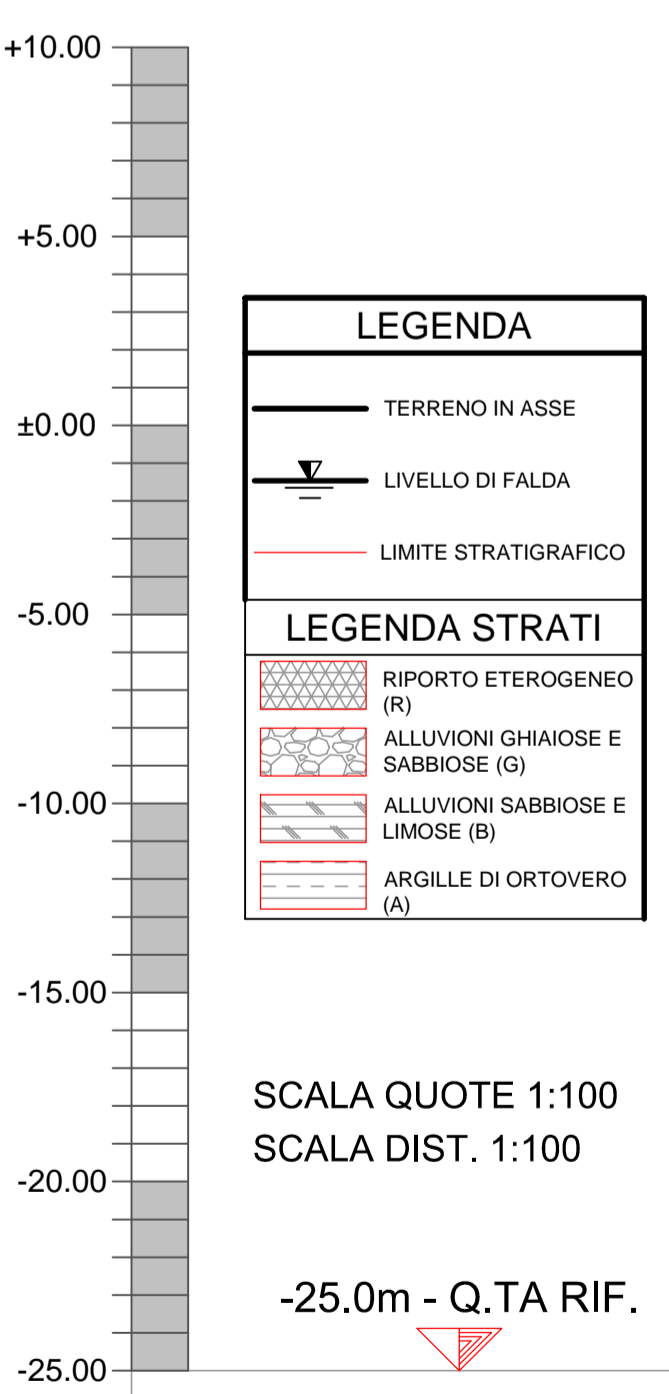 +10.00
+5.00
±0.00
-5.00
-10.00
-15.00
-20.00
-25.00
LEGENDA
TERRENO IN ASSE
LIVELLO DI FALDA
LIMITE STRATIGRAFICO
LEGENDA STRATI
RIPORTO ETEROGENEO
(R)
ALLUVIONI GHIAIOSE E
SABBIOSE (G)
ALLUVIONI SABBIOSE E
LIMOSE (B)
ARGILLE DI ORTOVERO
(A)
SCALA QUOTE 1:100
SCALA DIST. 1:100
-25.0m - Q.TA RIF.